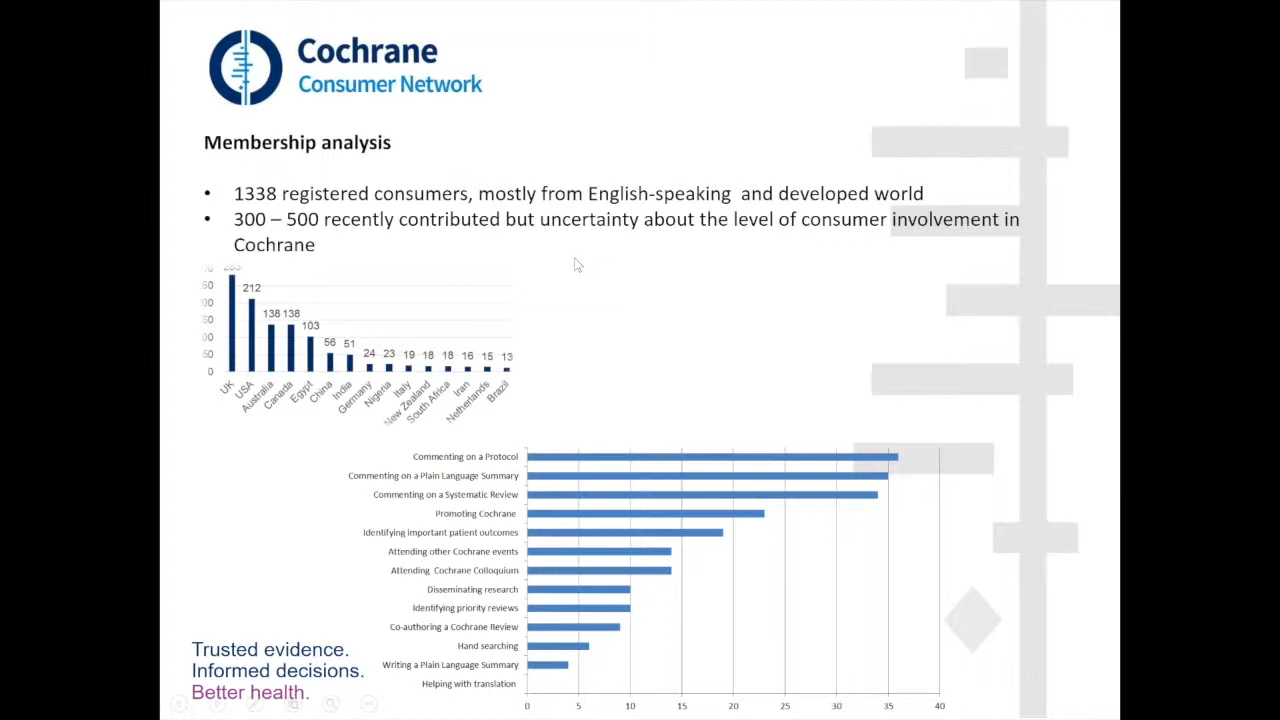 Cochrane
Consumer Network
Membership analysis
• 1338 registered consumers, mostly from English-speaking and developed world
• 300 – 500 recently contributed but uncertainty about the level of consumer involvement in
Cochrane
212
138 138
103
56 51
24 23 19 18 18 16 15 13
50
0
UK USA Australia Canada Egypt China India Germany Nigeria Italy New Zealand South Africa Iran Netherlands Brazil
Commenting on a Protocol
Commenting on a Plain Language Summary
Commenting on a Systematic Review
Promoting Cochrane
Identifying important patient outcomes
Attending other Cochrane events
Attending Cochrane Colloquium
Disseminating research
Identifying priority reviews
Co-authoring a Cochrane Review
Hand searching
Writing a Plain Language Summary
Helping with translation
0 5 10 15 20 25 30 35 40
Trusted evidence.
Informed decisions.
Better health.